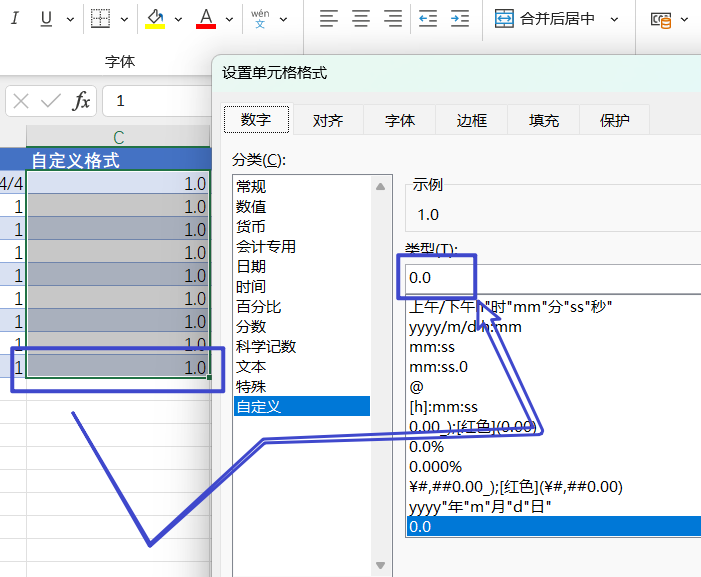 I U A wén 文 合并后居中
字体
fx 1
C
自定义格式
4/4 1.0
1 1.0
1 1.0
1 1.0
1 1.0
1 1.0
1 1.0
1 1.0
1 1.0
设置单元格格式
数字 对齐 字体 边框 填充 保护
分类(C):
常规
数值
货币
会计专用
日期
时间
百分比
分数
科学记数
文本
特殊
自定义
示例
1.0
类型(T):
0.0
上午/下午h"时"mm"分"ss"秒"
yyyy/m/d h:mm
mm:ss
mm:ss.0
@
[h]:mm:ss
0.00_);[红色](0.00)
0.0%
0.000%
¥#,##0.00_);[红色](¥#,##0.00)
yyyy"年"m"月"d"日"
0.0